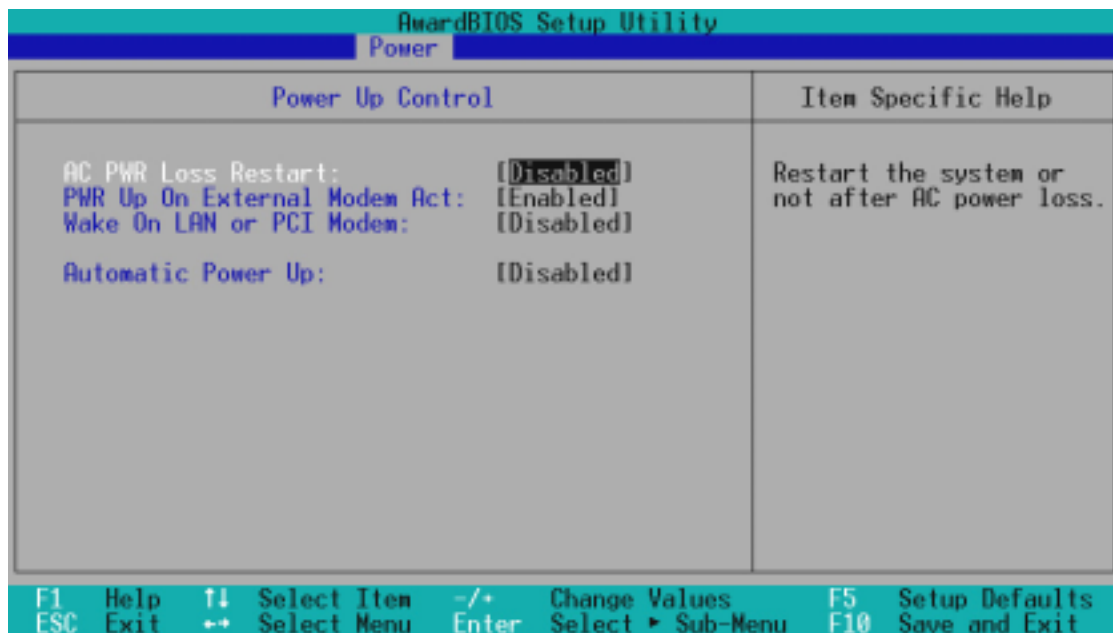 AwardBIOS Setup Utility
Power
Power Up Control
Item Specific Help
AC PWR Loss Restart: [Disabled]
PWR Up On External Modem Act: [Enabled]
Wake On LAN or PCI Modem: [Disabled]
Automatic Power Up: [Disabled]
Restart the system or
not after AC power loss.
F1 Help ↑↓ Select Item -/+ Change Values F5 Setup Defaults
ESC Exit ←→ Select Menu Enter Select ► Sub-Menu F10 Save and Exit